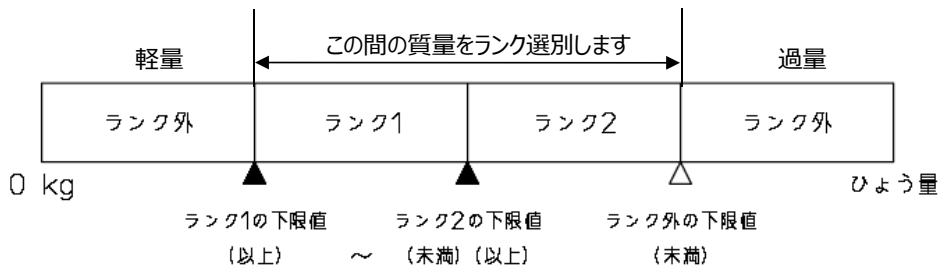 軽量 この間の質量をランク選別します 過量
ランク外 ランク1 ランク2 ランク外
0 kg ひょう量
ランク1の下限値 ランク2の下限値 ランク外の下限値
(以上) ～ (未満) (以上) (未満)